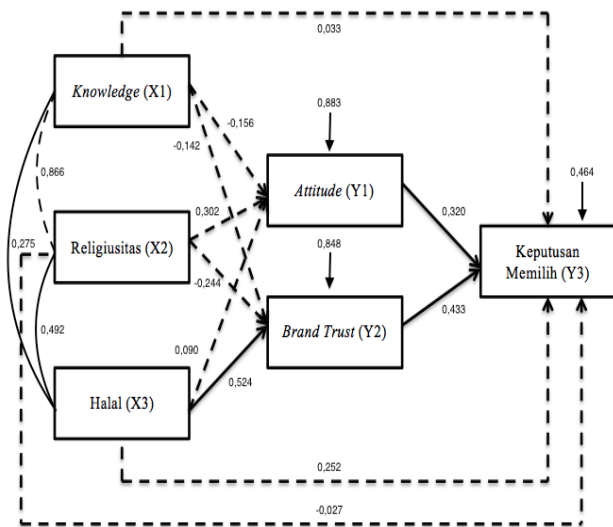 0,033
Knowledge (X1)
0,883
-0,156
-0,142
0,866
Attitude (Y1)
0,464
0,302
0,320
Religiusitas (X2)
0,275
Keputusan
Memilih (Y3)
0,848
-0,244
0,492
Brand Trust (Y2)
0,433
0,090
0,524
Halal (X3)
0,252
-0,027